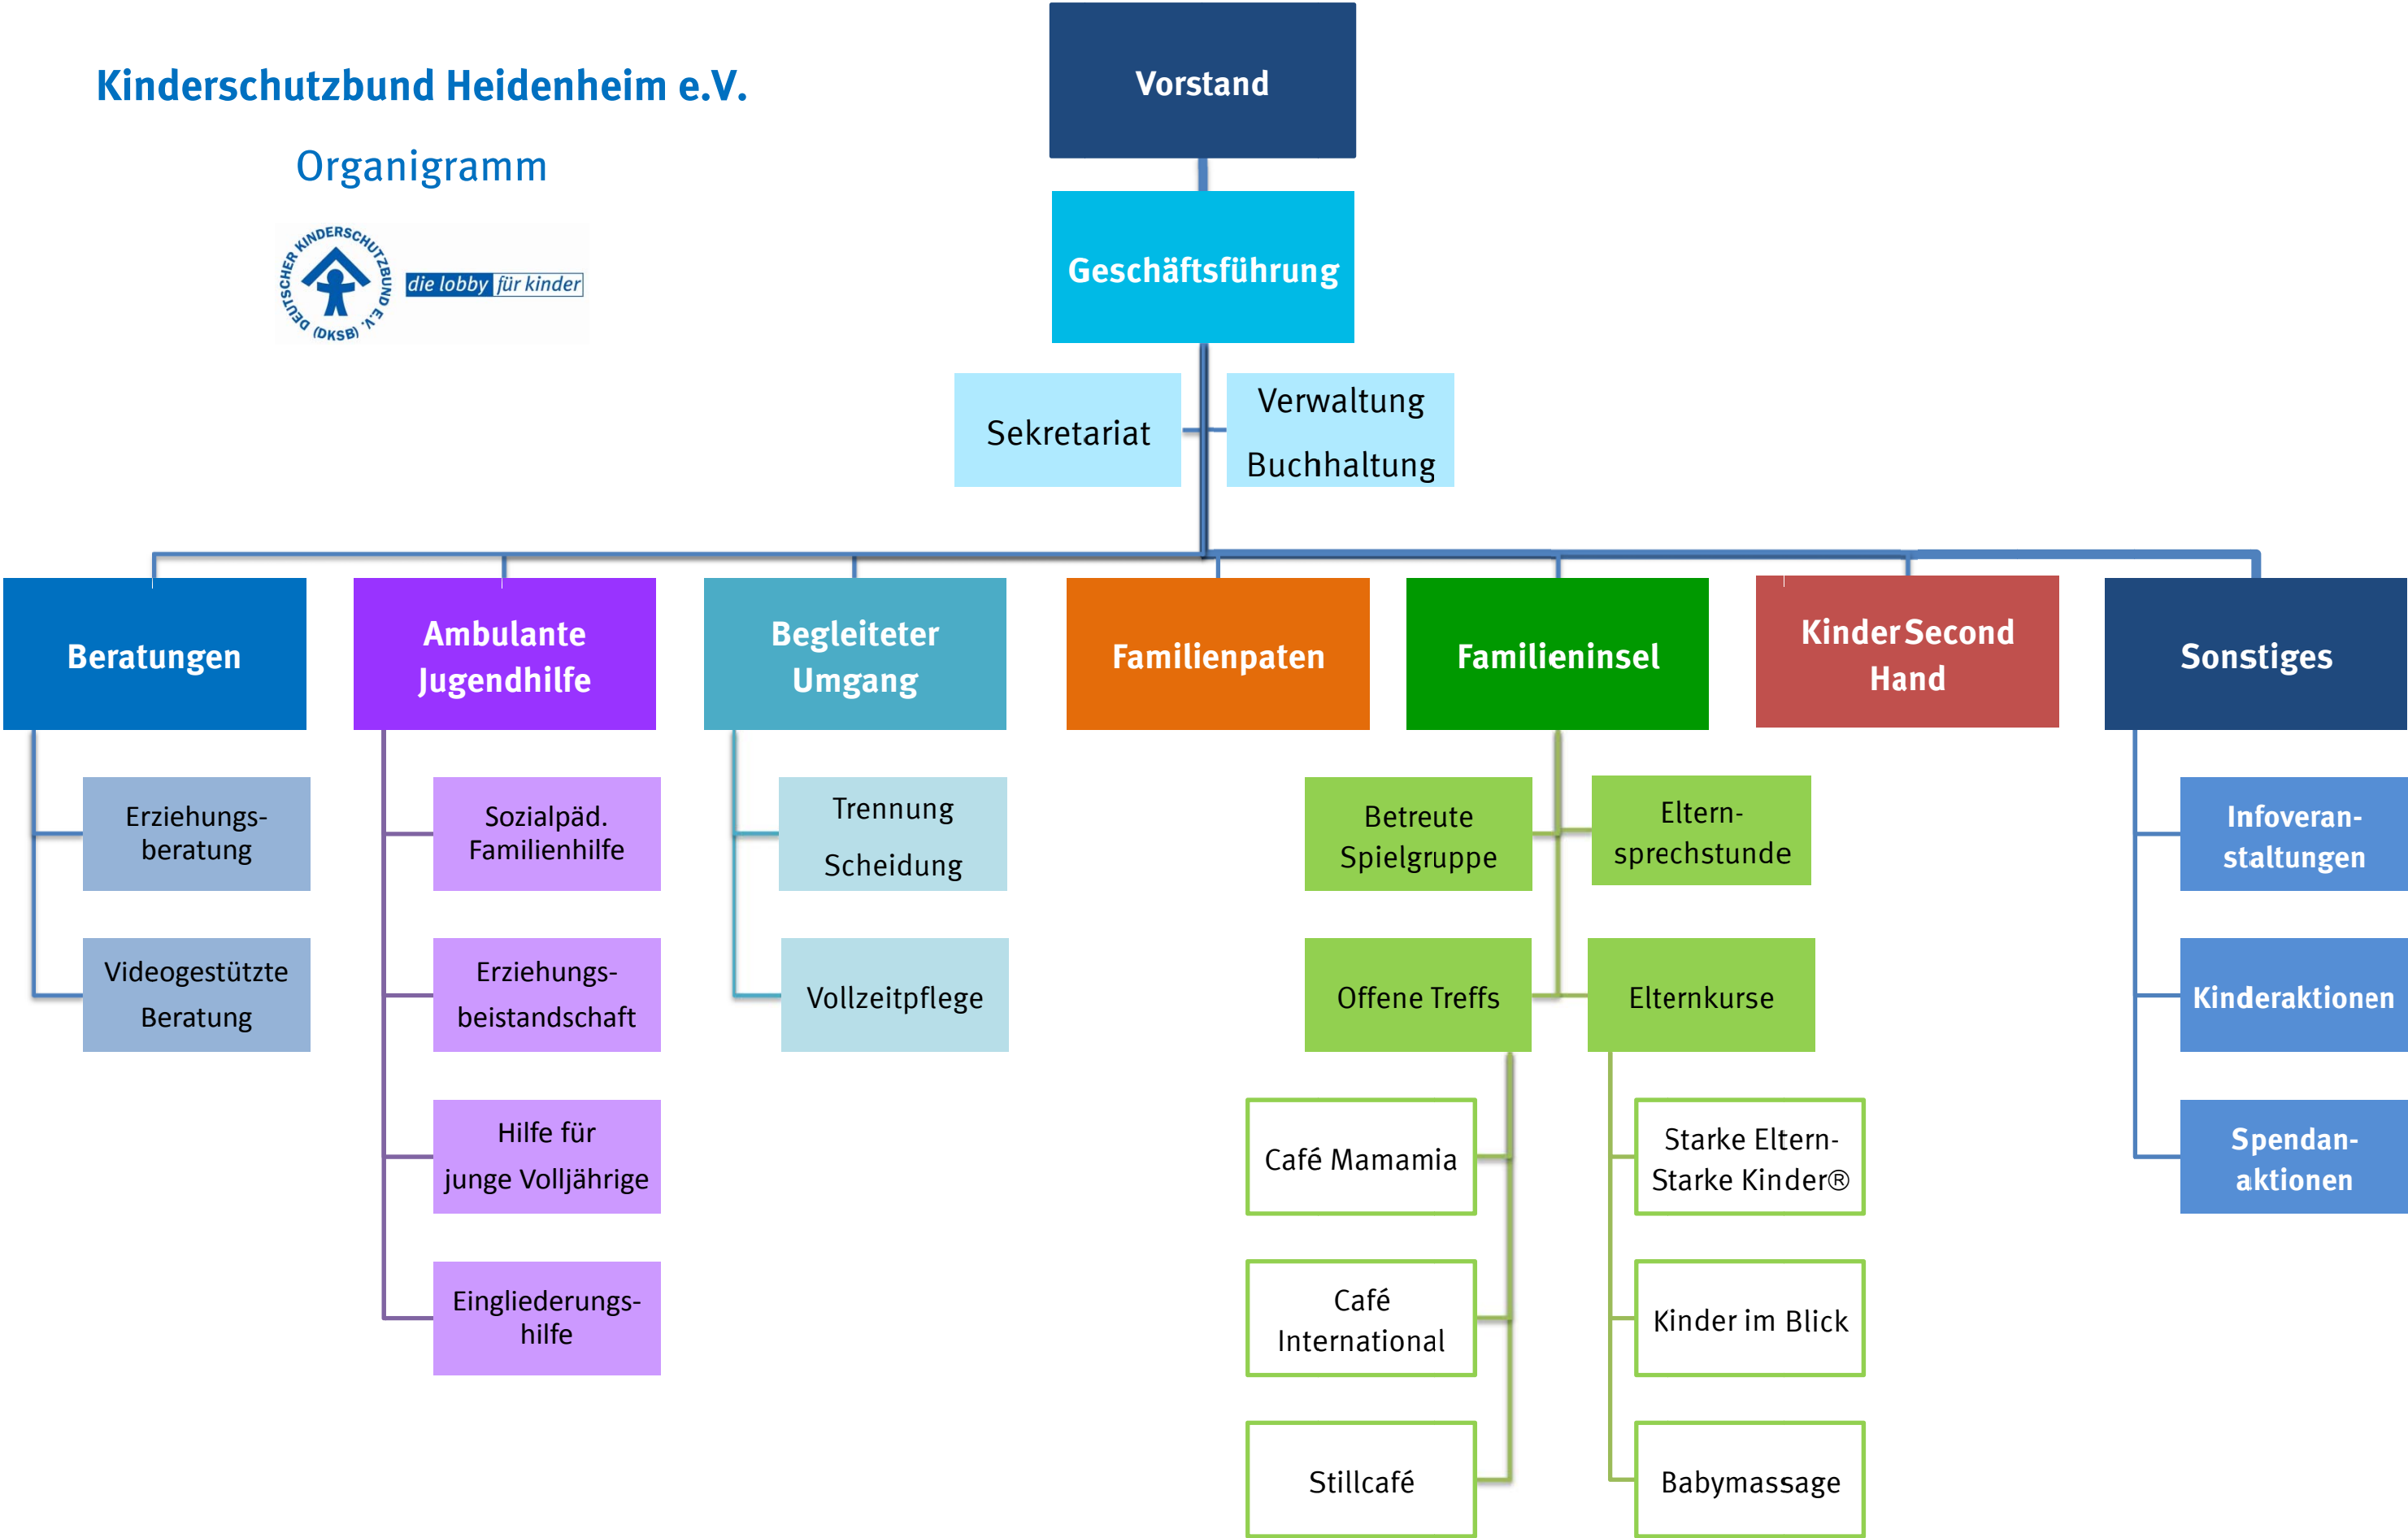 Kinderschutzbund Heidenheim e.V.
Organigramm
DEUTSCHER KINDERSCHUTZBUND E.V.
(DKSB)
die lobby für kinder
Vorstand
Geschäftsführung
Sekretariat
Verwaltung
Buchhaltung
Beratungen
Ambulante
Jugendhilfe
Begleiteter
Umgang
Familienpaten
Familieninsel
Kinder Second
Hand
Sonstiges
Erziehungs-
beratung
Videogestützte
Beratung
Sozialpäd.
Familienhilfe
Erziehungs-
beistandschaft
Hilfe für
junge Volljährige
Eingliederungs-
hilfe
Trennung
Scheidung
Vollzeitpflege
Betreute
Spielgruppe
Eltern-
sprechstunde
Offene Treffs
Elternkurse
Café Mamamia
Café
International
Stillcafé
Starke Eltern-
Starke Kinder®
Kinder im Blick
Babymassage
Infoveran-
staltungen
Kinderaktionen
Spendan-
aktionen